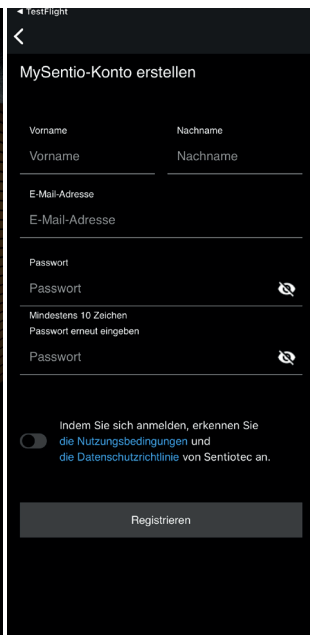 ◄ TestFlight
MySentio-Konto erstellen
Vorname Nachname
Vorname Nachname
E-Mail-Adresse
E-Mail-Adresse
Passwort
Passwort
Mindestens 10 Zeichen
Passwort erneut eingeben
Passwort
Indem Sie sich anmelden, erkennen Sie
die Nutzungsbedingungen und
die Datenschutzrichtlinie von Sentiotec an.
Registrieren